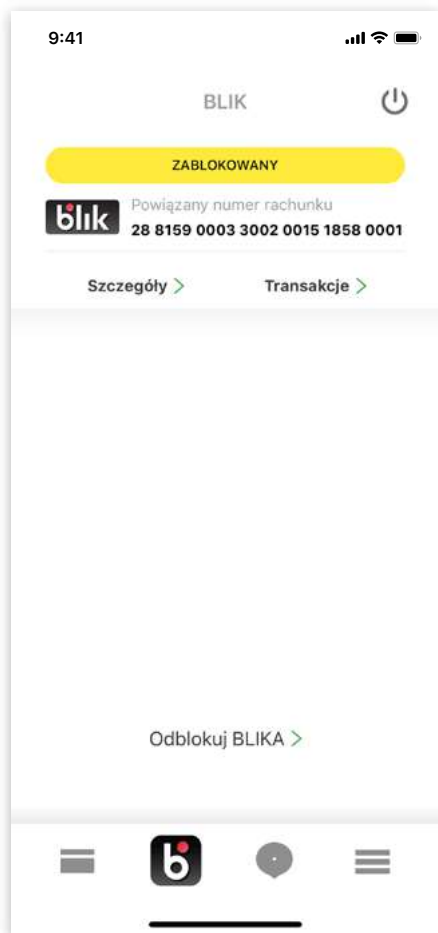 9:41
BLIK
ZABLOKOWANY
blik
Powiązany numer rachunku
28 8159 0003 3002 0015 1858 0001
Szczegóły >
Transakcje >
Odblokuj BLIKA >
b